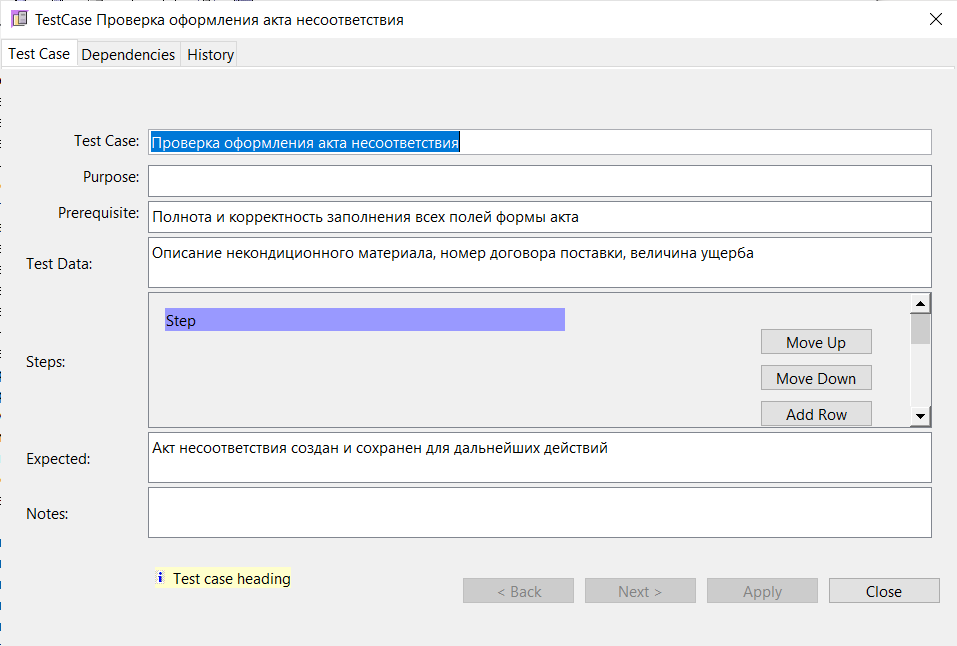 TestCase Проверка оформления акта несоответствия
Test Case Dependencies History
Test Case: Проверка оформления акта несоответствия
Purpose:
Prerequisite: Полнота и корректность заполнения всех полей формы акта
Test Data: Описание некондиционного материала, номер договора поставки, величина ущерба
Step
Move Up
Steps:
Move Down
Add Row
Expected: Акт несоответствия создан и сохранен для дальнейших действий
Notes:
Test case heading
< Back Next > Apply Close